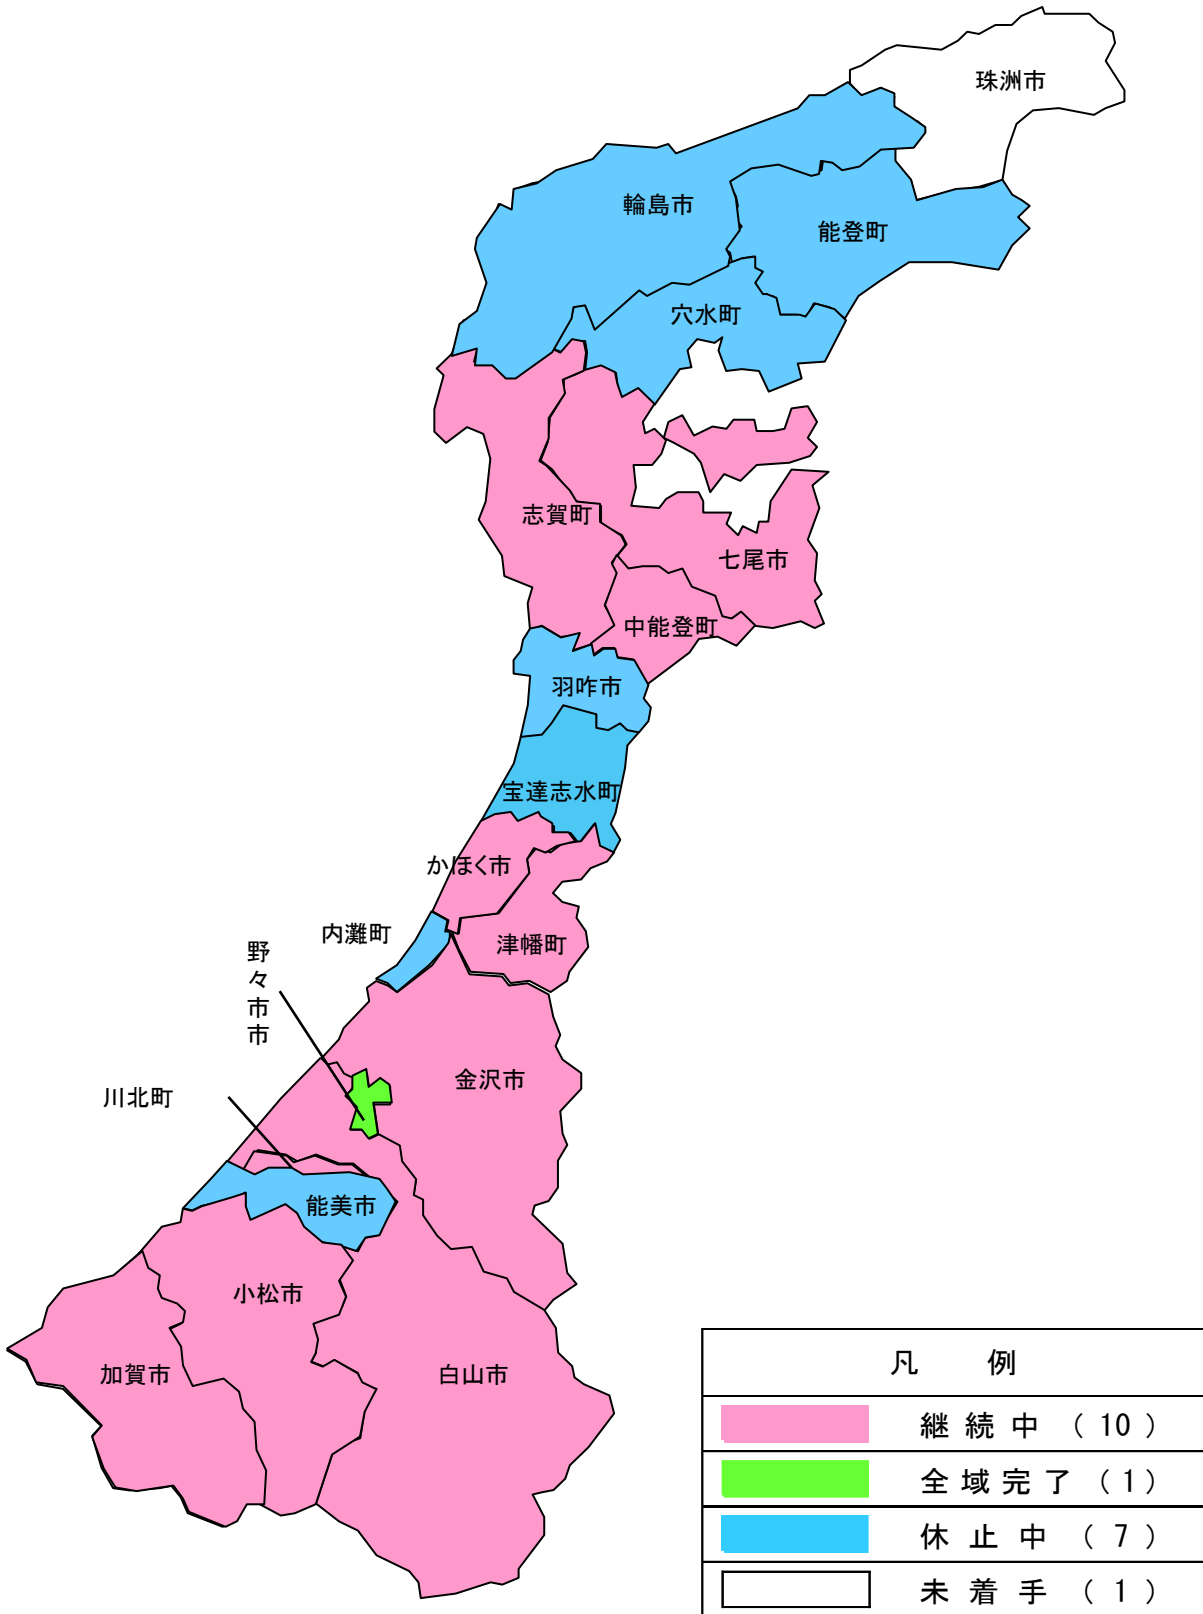 珠洲市
輪島市
能登町
穴水町
志賀町
七尾市
中能登町
羽咋市
宝達志水町
かほく市
内灘町
津幡町
野々市市
金沢市
川北町
能美市
小松市
加賀市
白山市
凡 例
継続中 (10)
全域完了 (1)
休止中 (7)
未着手 (1)